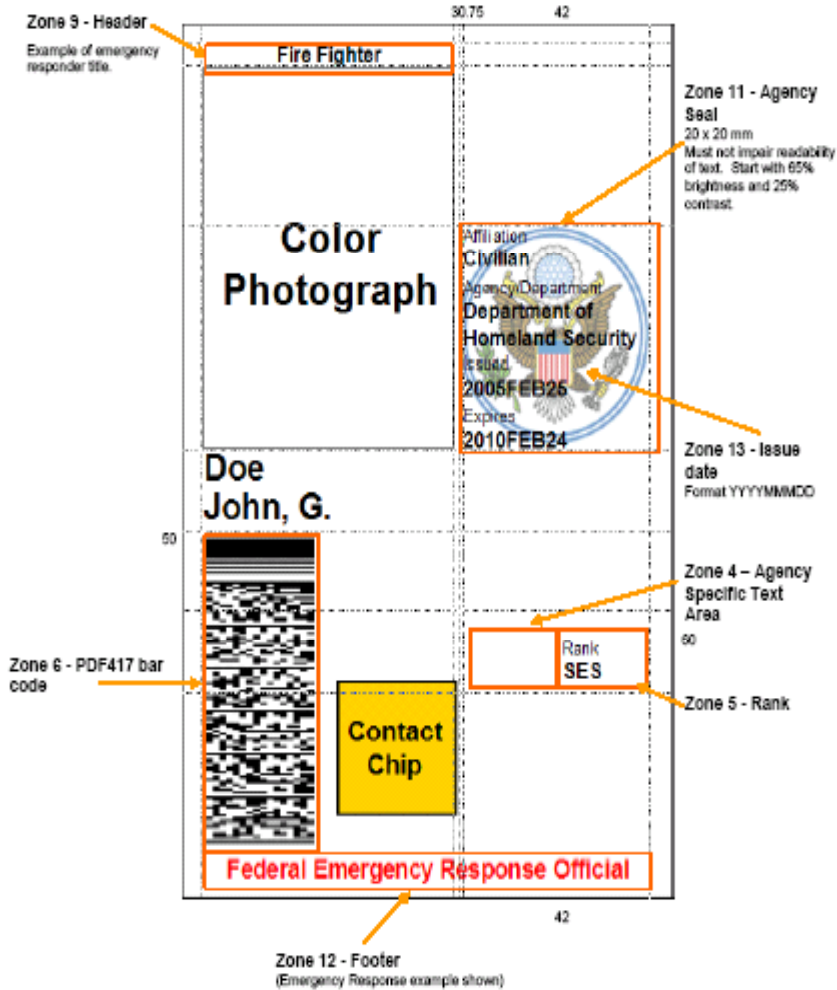 30.75 42
Zone 9 - Header
Example of emergency
responder title.
Fire Fighter
Zone 11 - Agency
Seal
20 x 20 mm
Must not impair readability
of text. Start with 65%
brightness and 25%
contrast.
Color
Photograph
Affiliation
Civilian
Agency/Department
Department of
Homeland Security
Issued
2005FEB25
Expires
2010FEB24
Zone 13 - Issue
date
Format YYYYMMMDD
Doe
John, G.
50
Zone 4 – Agency
Specific Text
Area
60
Rank
SES
Zone 5 - Rank
Zone 6 - PDF417 bar
code
Contact
Chip
Federal Emergency Response Official
42
Zone 12 - Footer
(Emergency Response example shown)